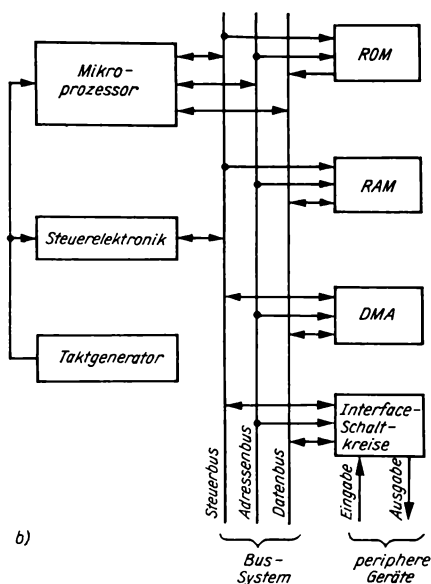 Mikro-
prozessor
ROM
RAM
Steuerelektronik
Taktgenerator
DMA
Interface-
Schalt-
kreise
Steuerbus
Adressenbus
Datenbus
Eingabe
Ausgabe
b)
Bus-
System
periphere
Geräte